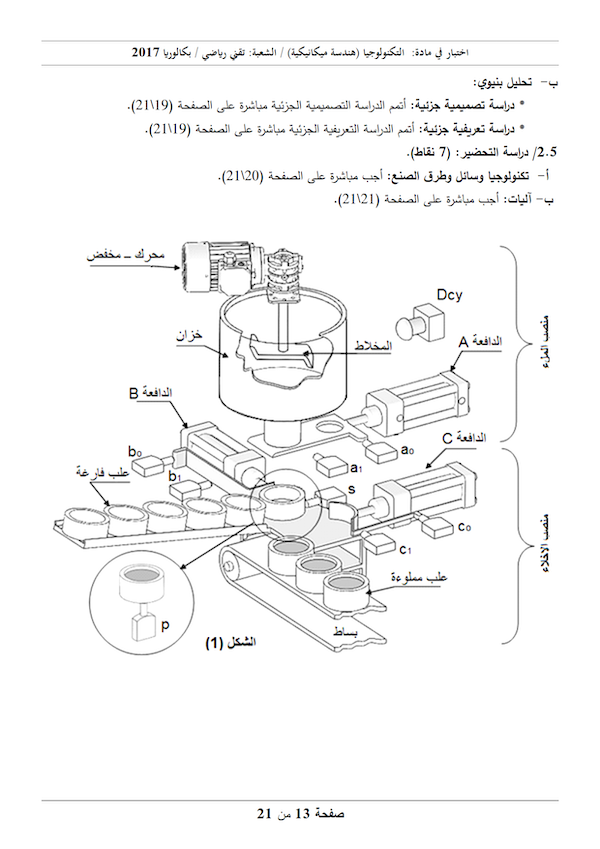 اختبار في مادة: التكنولوجيا (هندسة ميكانيكية) / الشعبة: تقني رياضي / بكالوريا 2017
ب- تحليل بنيوي:
* دراسة تصميمية جزئية: أتمم الدراسة التصميمية الجزئية مباشرة على الصفحة (21\19).
* دراسة تعريفية جزئية: أتمم الدراسة التعريفية الجزئية مباشرة على الصفحة (21\19).
2.5/ دراسة التحضير: (7 نقاط).
أ- تكنولوجيا وسائل وطرق الصنع: أجب مباشرة على الصفحة (21\20).
ب- آليات: أجب مباشرة على الصفحة (21\21).
محرك – مخفض
Dcy
منصب الملء
خزان
المخلاط
الدافعة A
الدافعة B
الدافعة C
b₀
a₀
a₁
علب فارغة
b₁
s
c₀
c₁
منصب الاخلاء
علب مملوءة
p
بساط
الشكل (1)
صفحة 13 من 21